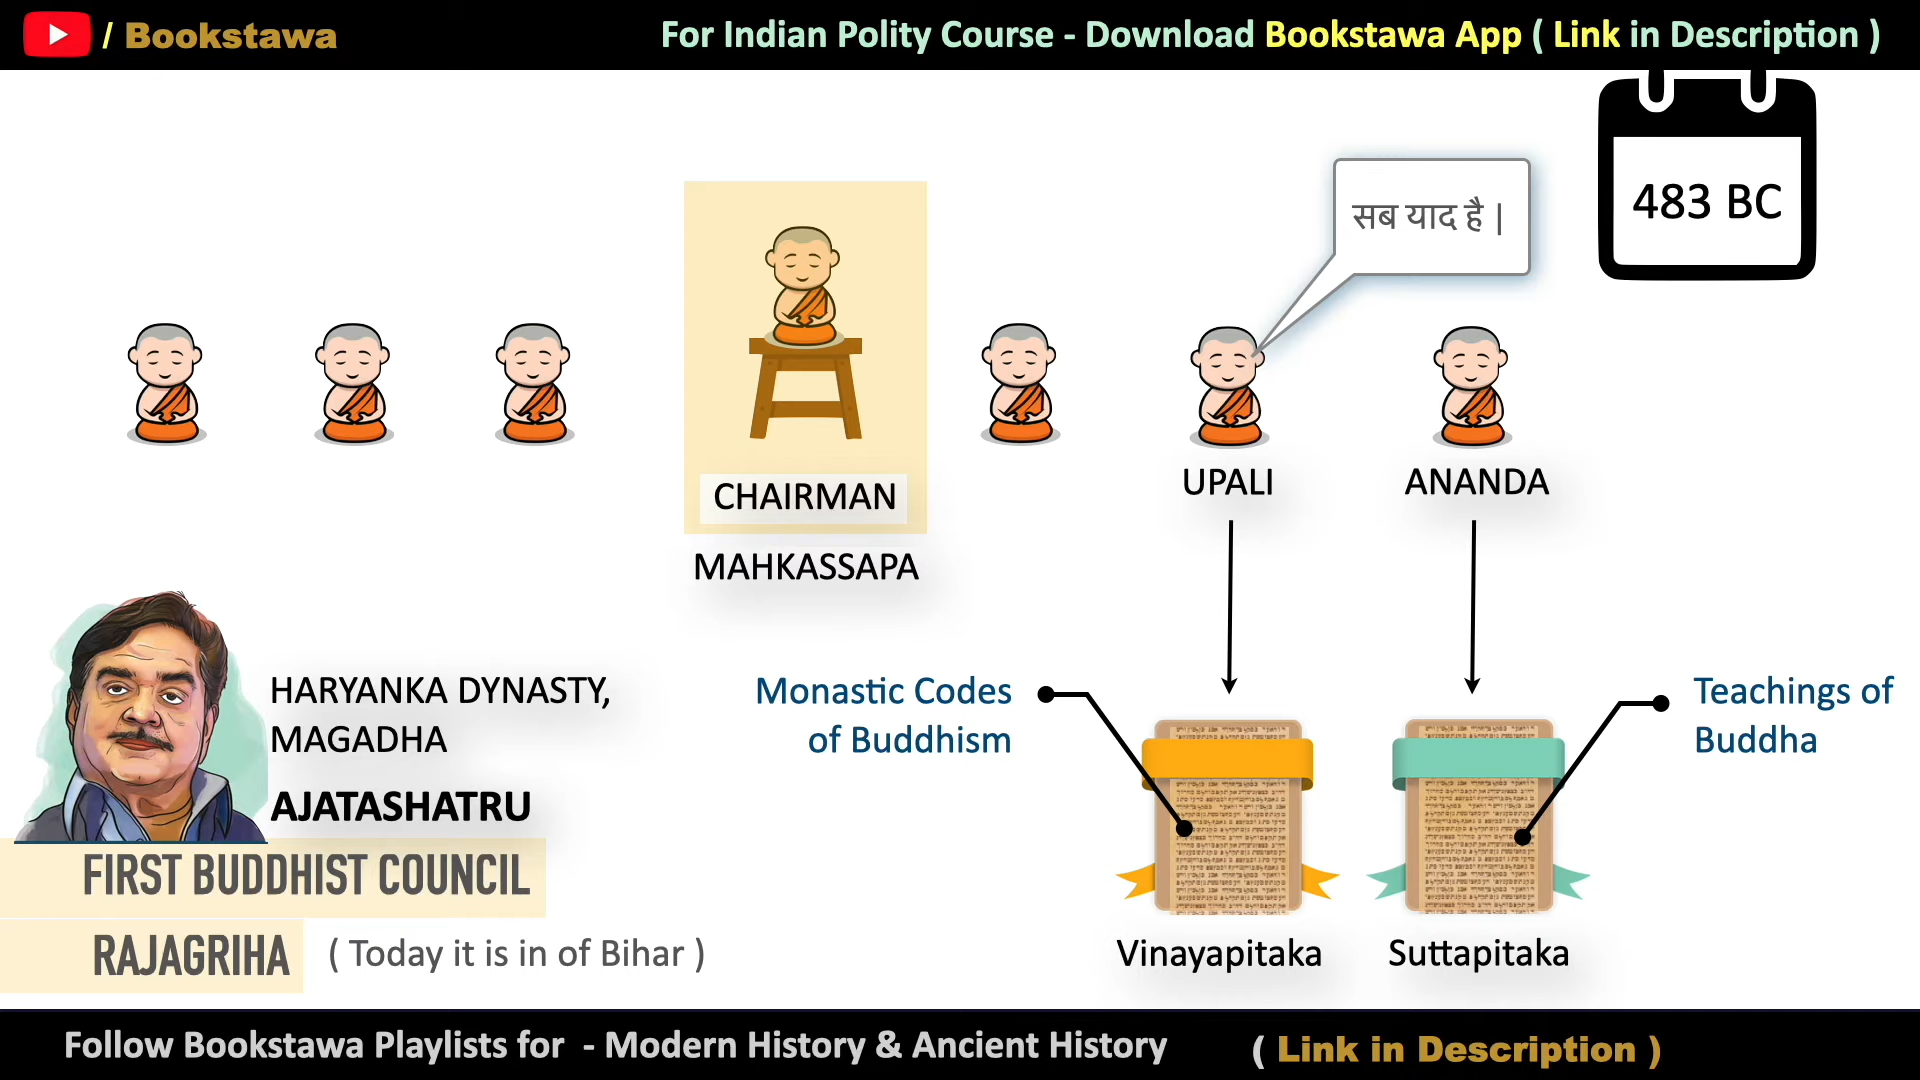 / Bookstawa
For Indian Polity Course - Download Bookstawa App ( Link in Description )
483 BC
सब याद है |
CHAIRMAN
MAHKASSAPA
UPALI
ANANDA
HARYANKA DYNASTY,
MAGADHA
AJATASHATRU
Monastic Codes
of Buddhism
Teachings of
Buddha
FIRST BUDDHIST COUNCIL
RAJAGRIHA
( Today it is in of Bihar )
Vinayapitaka
Suttapitaka
Follow Bookstawa Playlists for - Modern History & Ancient History
( Link in Description )